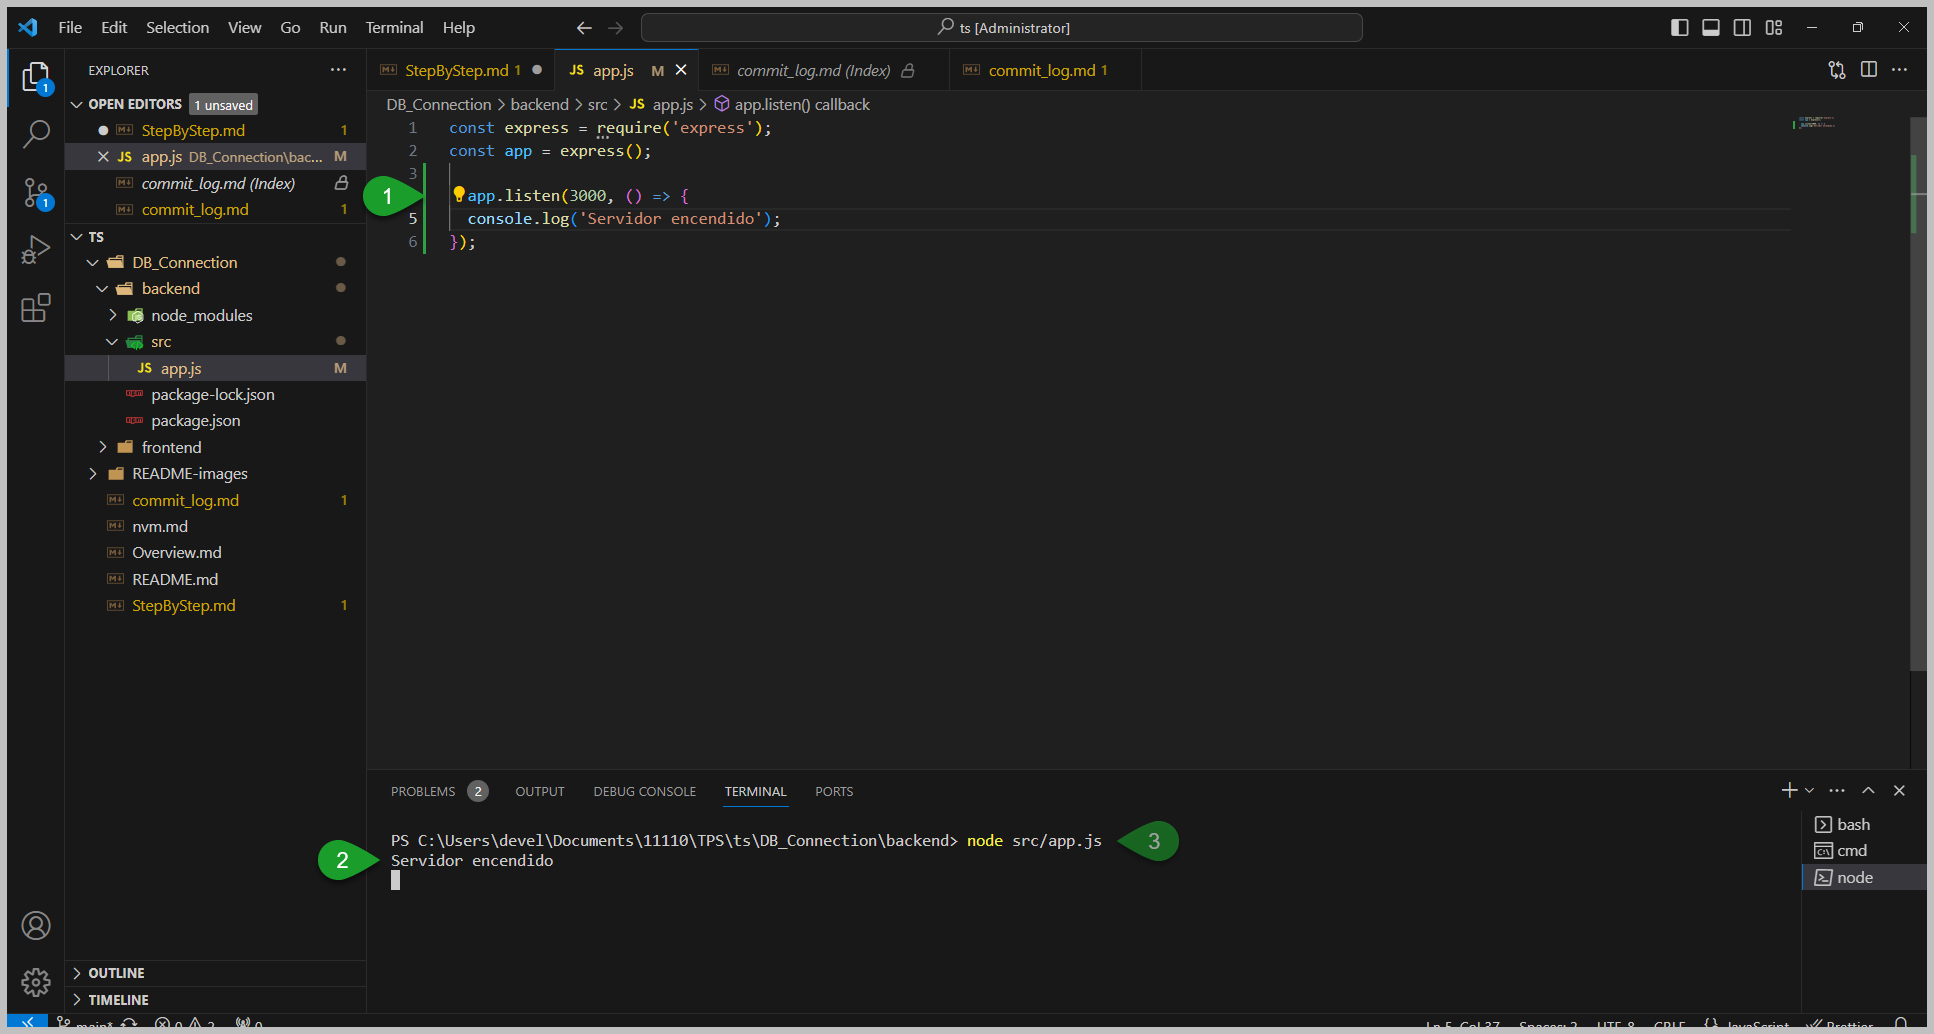 File Edit Selection View Go Run Terminal Help
ts [Administrator]
EXPLORER
OPEN EDITORS 1 unsaved
StepByStep.md 1
app.js DB_Connection\bac... M
commit_log.md (Index)
commit_log.md 1
TS
DB_Connection
backend
node_modules
src
app.js M
package-lock.json
package.json
frontend
README-images
commit_log.md 1
nvm.md
Overview.md
README.md
StepByStep.md 1
OUTLINE
TIMELINE
1
1
StepByStep.md 1
JS app.js M
commit_log.md (Index)
commit_log.md 1
DB_Connection > backend > src > JS app.js > app.listen() callback
1 const express = require('express');
2 const app = express();
3
1 app.listen(3000, () => {
5 console.log('Servidor encendido');
6 });
PROBLEMS 2 OUTPUT DEBUG CONSOLE TERMINAL PORTS
PS C:\Users\devel\Documents\11110\TPS\ts\DB_Connection\backend> node src/app.js 3
2 Servidor encendido
bash
cmd
node
main* 0 2 0
Ln 5, Col 37 Spaces: 2 UTF-8 CRLF {} JavaScript Prettier